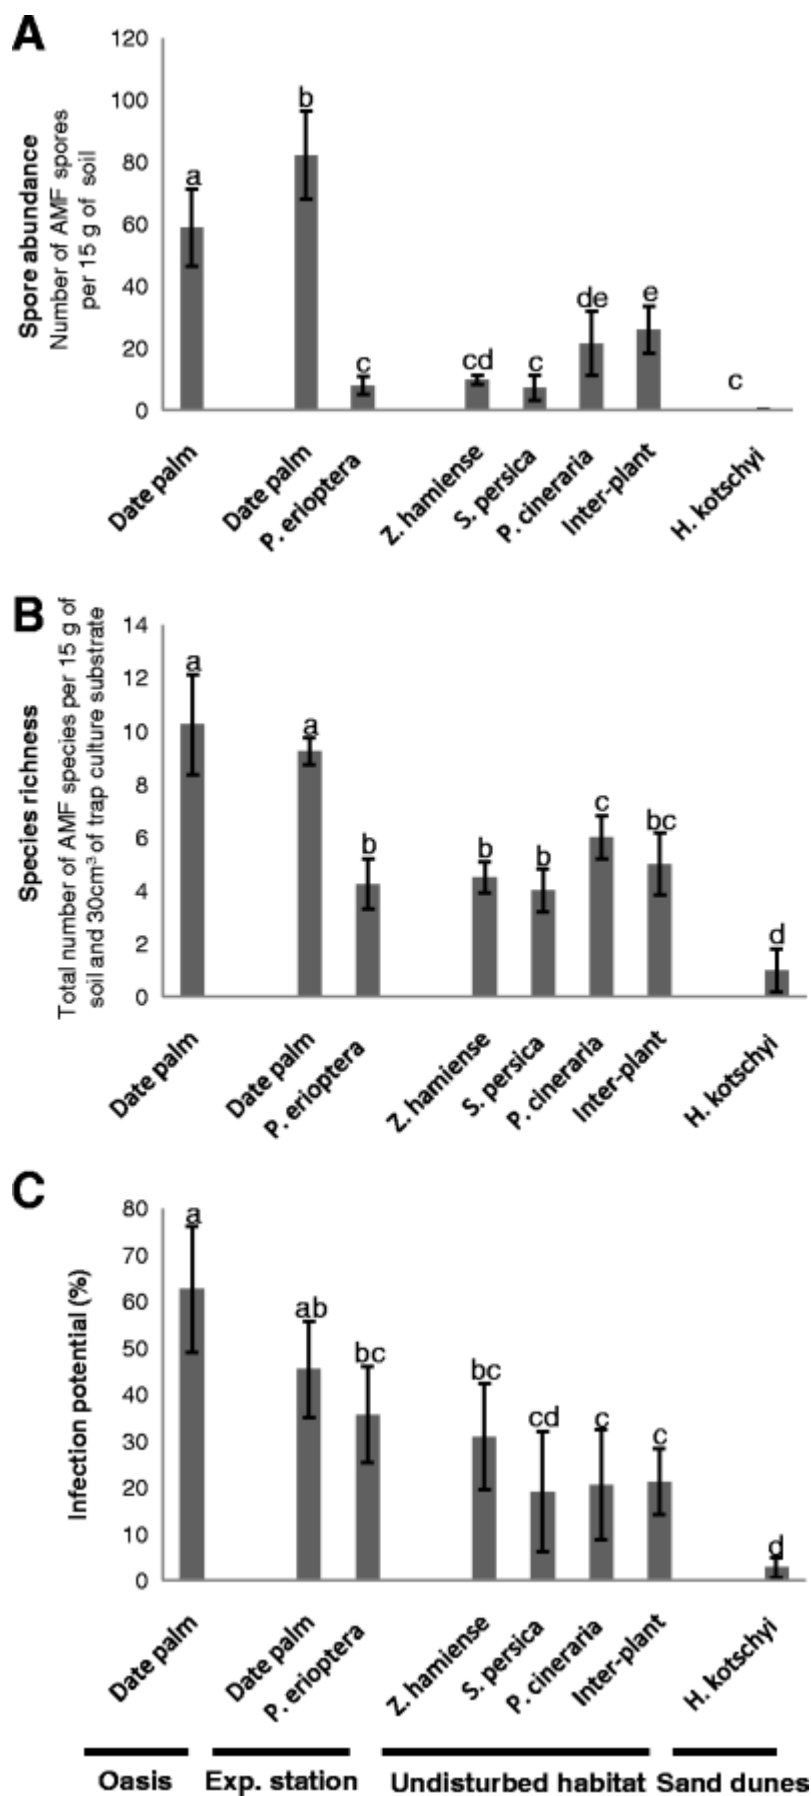 A
Spore abundance
Number of AMF spores
per 15 g of soil
120
100
80
60
40
20
0
a
b
c
cd
c
de
e
c
Date palm
Date palm
P. erioptera
Z. hamiense
S. persica
P. cineraria
Inter-plant
H. kotschyi
B
Species richness
Total number of AMF species per 15 g of
soil and 30cm³ of trap culture substrate
14
12
10
8
6
4
2
0
a
a
b
b
b
c
bc
d
Date palm
Date palm
P. erioptera
Z. hamiense
S. persica
P. cineraria
Inter-plant
H. kotschyi
C
Infection potential (%)
80
70
60
50
40
30
20
10
0
a
ab
bc
bc
cd
c
c
d
Date palm
Date palm
P. erioptera
Z. hamiense
S. persica
P. cineraria
Inter-plant
H. kotschyi
Oasis
Exp. station
Undisturbed habitat
Sand dunes